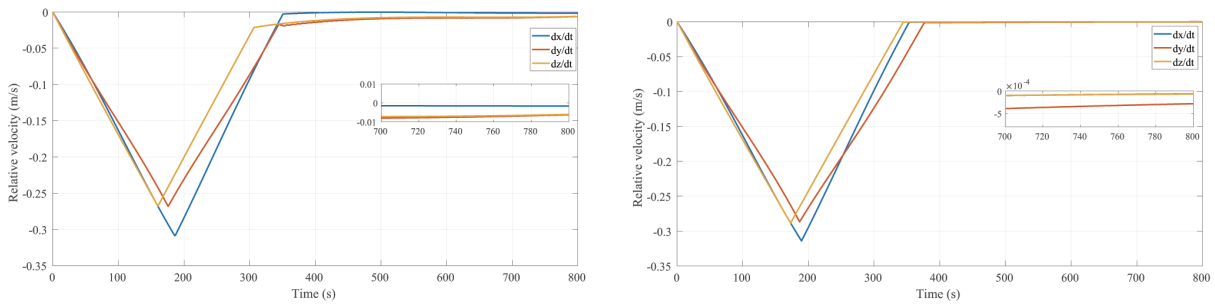 0
-0.05
-0.1
-0.15
-0.2
-0.25
-0.3
-0.35
Relative velocity (m/s)
0 100 200 300 400 500 600 700 800
Time (s)
dx/dt
dy/dt
dz/dt
0.01
0
-0.01
700 720 740 760 780 800
0
-0.05
-0.1
-0.15
-0.2
-0.25
-0.3
-0.35
Relative velocity (m/s)
0 100 200 300 400 500 600 700 800
Time (s)
dx/dt
dy/dt
dz/dt
×10⁻⁴
0
-5
700 720 740 760 780 800